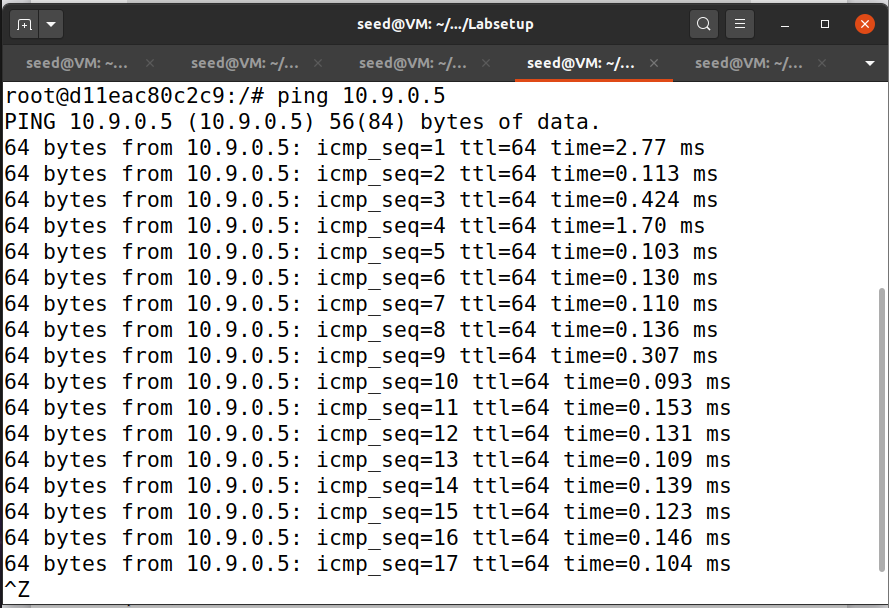 seed@VM: ~/.../Labsetup
seed@VM: ~... seed@VM: ~/... seed@VM: ~/... seed@VM: ~/... seed@VM: ~/...
root@d11eac80c2c9:/# ping 10.9.0.5
PING 10.9.0.5 (10.9.0.5) 56(84) bytes of data.
64 bytes from 10.9.0.5: icmp_seq=1 ttl=64 time=2.77 ms
64 bytes from 10.9.0.5: icmp_seq=2 ttl=64 time=0.113 ms
64 bytes from 10.9.0.5: icmp_seq=3 ttl=64 time=0.424 ms
64 bytes from 10.9.0.5: icmp_seq=4 ttl=64 time=1.70 ms
64 bytes from 10.9.0.5: icmp_seq=5 ttl=64 time=0.103 ms
64 bytes from 10.9.0.5: icmp_seq=6 ttl=64 time=0.130 ms
64 bytes from 10.9.0.5: icmp_seq=7 ttl=64 time=0.110 ms
64 bytes from 10.9.0.5: icmp_seq=8 ttl=64 time=0.136 ms
64 bytes from 10.9.0.5: icmp_seq=9 ttl=64 time=0.307 ms
64 bytes from 10.9.0.5: icmp_seq=10 ttl=64 time=0.093 ms
64 bytes from 10.9.0.5: icmp_seq=11 ttl=64 time=0.153 ms
64 bytes from 10.9.0.5: icmp_seq=12 ttl=64 time=0.131 ms
64 bytes from 10.9.0.5: icmp_seq=13 ttl=64 time=0.109 ms
64 bytes from 10.9.0.5: icmp_seq=14 ttl=64 time=0.139 ms
64 bytes from 10.9.0.5: icmp_seq=15 ttl=64 time=0.123 ms
64 bytes from 10.9.0.5: icmp_seq=16 ttl=64 time=0.146 ms
64 bytes from 10.9.0.5: icmp_seq=17 ttl=64 time=0.104 ms
^Z